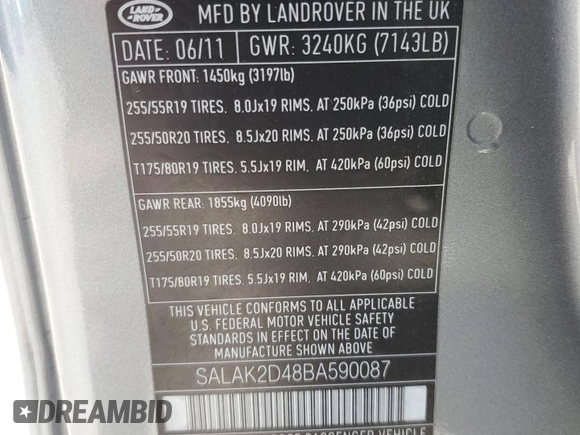 LAND ROVER
MFD BY LANDROVER IN THE UK
DATE: 06/11 GWR: 3240KG (7143LB)
GAWR FRONT: 1450kg (3197lb)
255/55R19 TIRES. 8.0Jx19 RIMS. AT 250kPa (36psi) COLD
255/50R20 TIRES. 8.5Jx20 RIMS. AT 250kPa (36psi) COLD
T175/80R19 TIRES. 5.5Jx19 RIM, AT 420kPa (60psi) COLD
GAWR REAR: 1855kg (4090lb)
255/55R19 TIRES. 8.0Jx19 RIMS. AT 290kPa (42psi) COLD
255/50R20 TIRES. 8.5Jx20 RIMS. AT 290kPa (42psi) COLD
T175/80R19 TIRES. 5.5Jx19 RIM, AT 420kPa (60psi) COLD
THIS VEHICLE CONFORMS TO ALL APPLICABLE
U.S. FEDERAL MOTOR VEHICLE SAFETY
STANDARDS IN EFFECT ON THE DATE OF
MANUFACTURE SHOWN ABOVE.
SALAK2D48BA590087
PASSENGER VEHICLE
DREAMBID